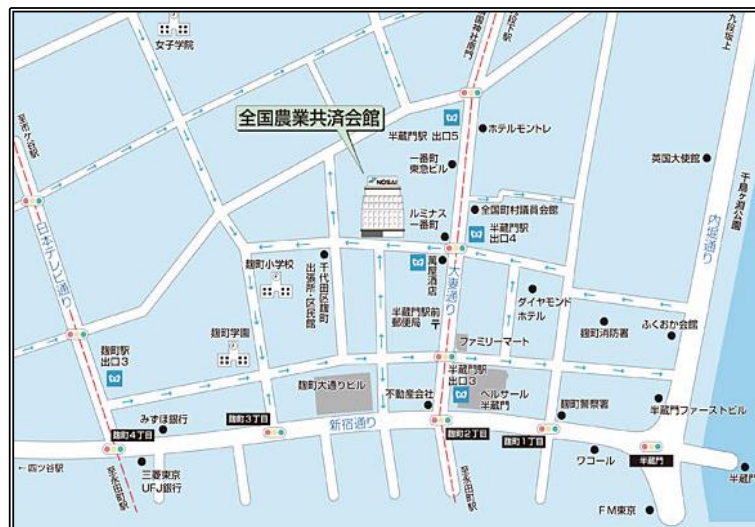 女子学院
靖国神社南門
九段下駅
九段坂上
至市ケ谷駅
全国農業共済会館
半蔵門駅 出口5
ホテルモントレ
一番町
東急ビル
英国大使館
千鳥ヶ淵公園
NOSAI
全国町村議員会館
ルミナス
一番町
半蔵門駅
出口4
内堀通り
日本テレビ通り
麹町小学校
千代田区麹町
出張所・区民館
萬屋酒店
大妻通り
ダイヤモンド
ホテル
半蔵門駅前
郵便局
麹町消防署
ふくおか会館
麹町学園
ファミリーマート
麹町駅
出口3
半蔵門駅
出口3
麹町大通りビル
不動産会社
ベルサール
半蔵門
麹町警察署
半蔵門ファーストビル
みずほ銀行
麹町3丁目
新宿通り
麹町4丁目
麹町2丁目
麹町1丁目
半蔵門
ワコール
←四ツ谷駅
三菱東京
UFJ銀行
至永田町駅
至永田町駅
半蔵門
FM東京